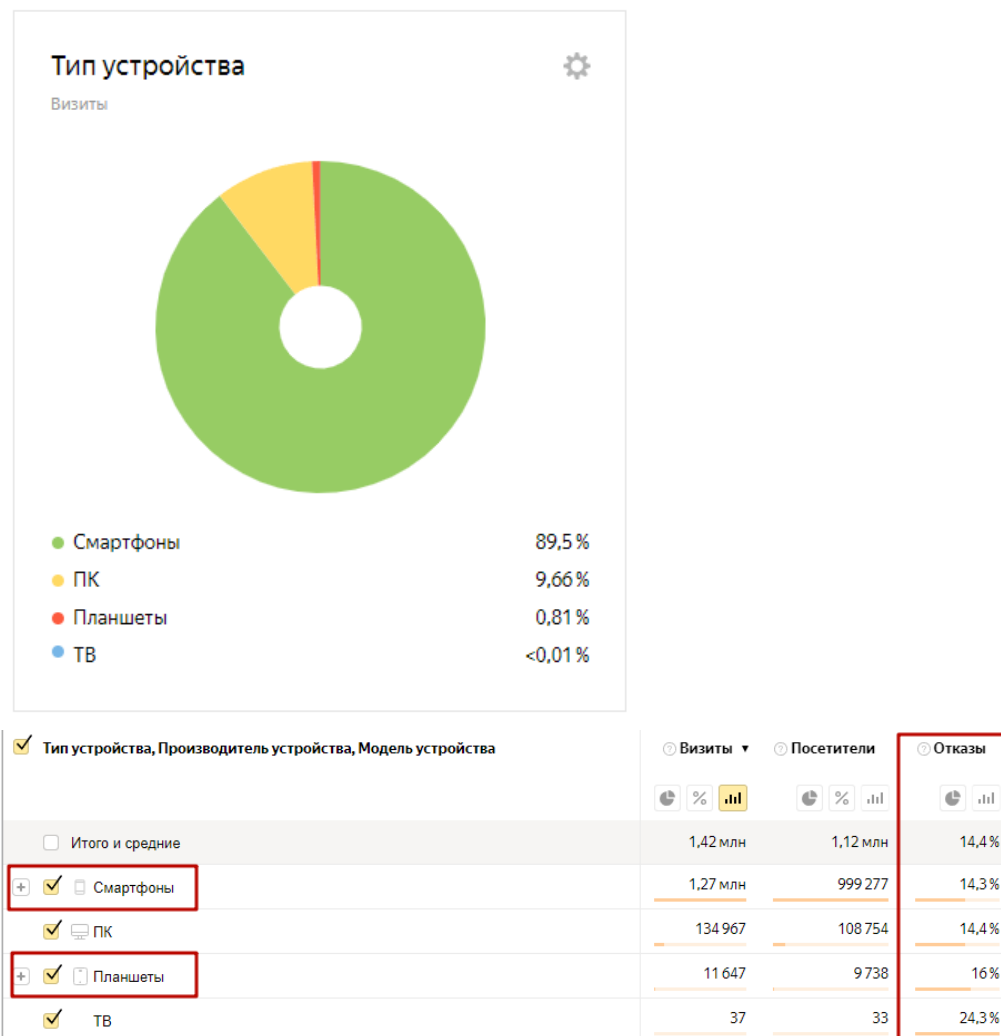 Тип устройства
Визиты
Смартфоны 89,5 %
ПК 9,66 %
Планшеты 0,81 %
ТВ <0,01 %
Тип устройства, Производитель устройства, Модель устройства ? Визиты ▼ ? Посетители ? Отказы
% %
Итого и средние 1,42 млн 1,12 млн 14,4 %
+ Смартфоны 1,27 млн 999 277 14,3 %
ПК 134 967 108 754 14,4 %
+ Планшеты 11 647 9 738 16 %
ТВ 37 33 24,3 %